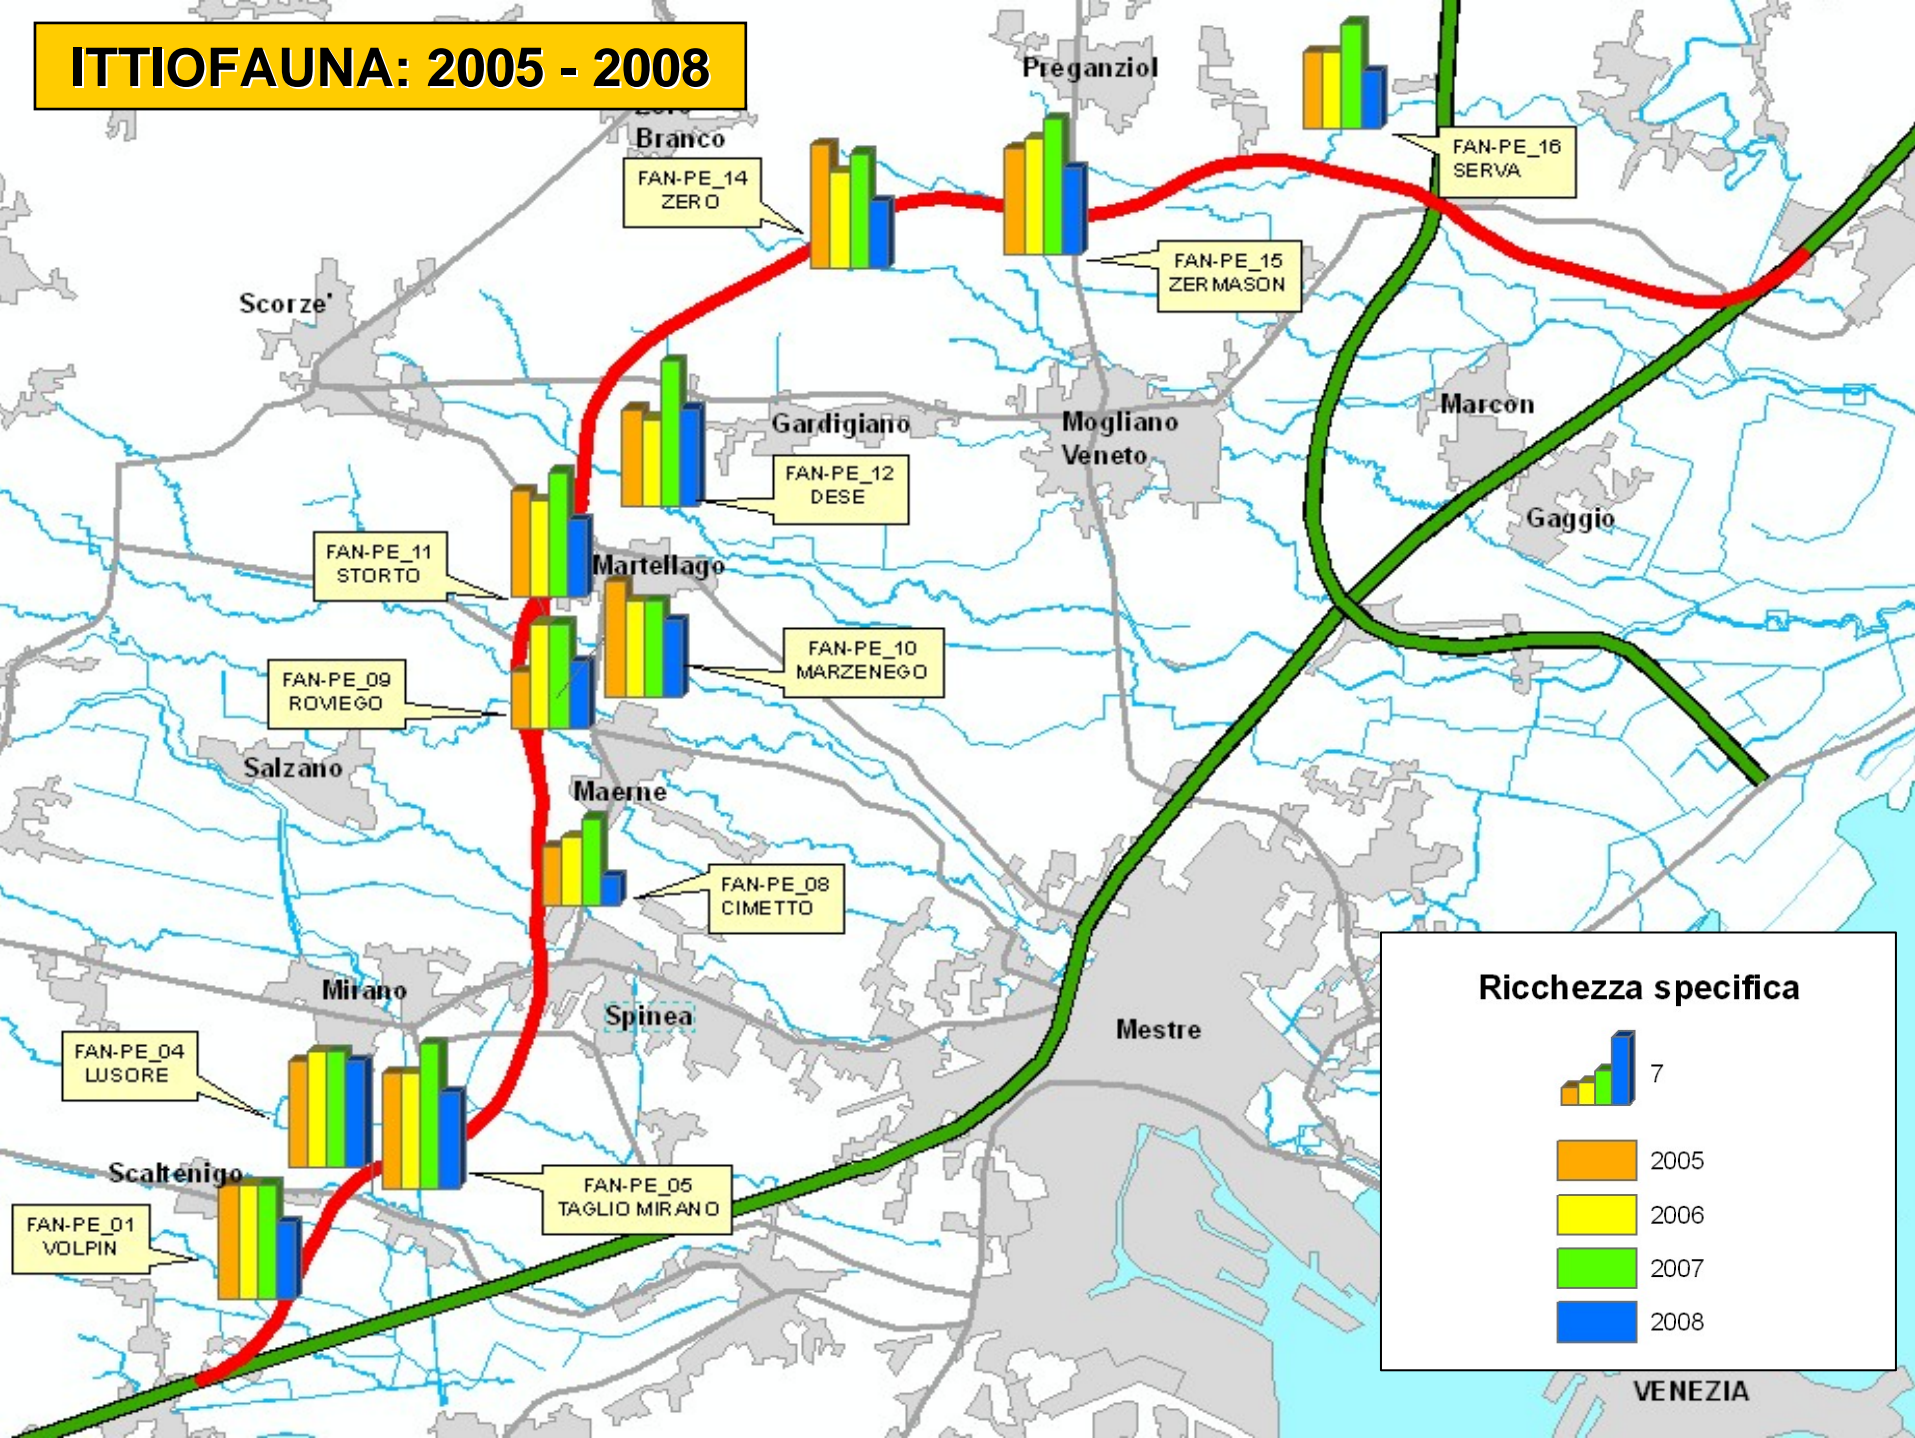 ITTIOFAUNA: 2005 - 2008
Preganziol
Branco
FAN-PE_16
SERVA
FAN-PE_14
ZERO
FAN-PE_15
ZERMASON
Scorze'
Gardigiano
Mogliano
Veneto
Marcon
FAN-PE_12
DESE
Gaggio
FAN-PE_11
STORTO
Martellago
FAN-PE_10
MARZENEGO
FAN-PE_09
ROVIEGO
Salzano
Maerne
FAN-PE_08
CIMETTO
Mirano
Spinea
Mestre
FAN-PE_04
LUSORE
Scaltenigo
FAN-PE_05
TAGLIO MIRANO
FAN-PE_01
VOLPIN
Ricchezza specifica
7
2005
2006
2007
2008
VENEZIA